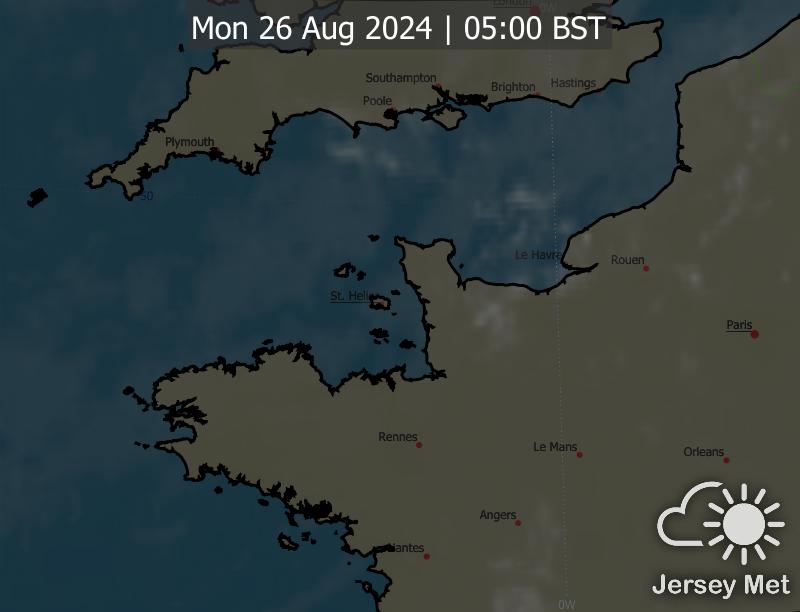 London
0W
Mon 26 Aug 2024 | 05:00 BST
Southampton
Brighton
Hastings
Poole
Plymouth
50
Le Havre
Rouen
St. Helier
Paris
Rennes
Le Mans
Orleans
Angers
Nantes
Jersey Met
0W